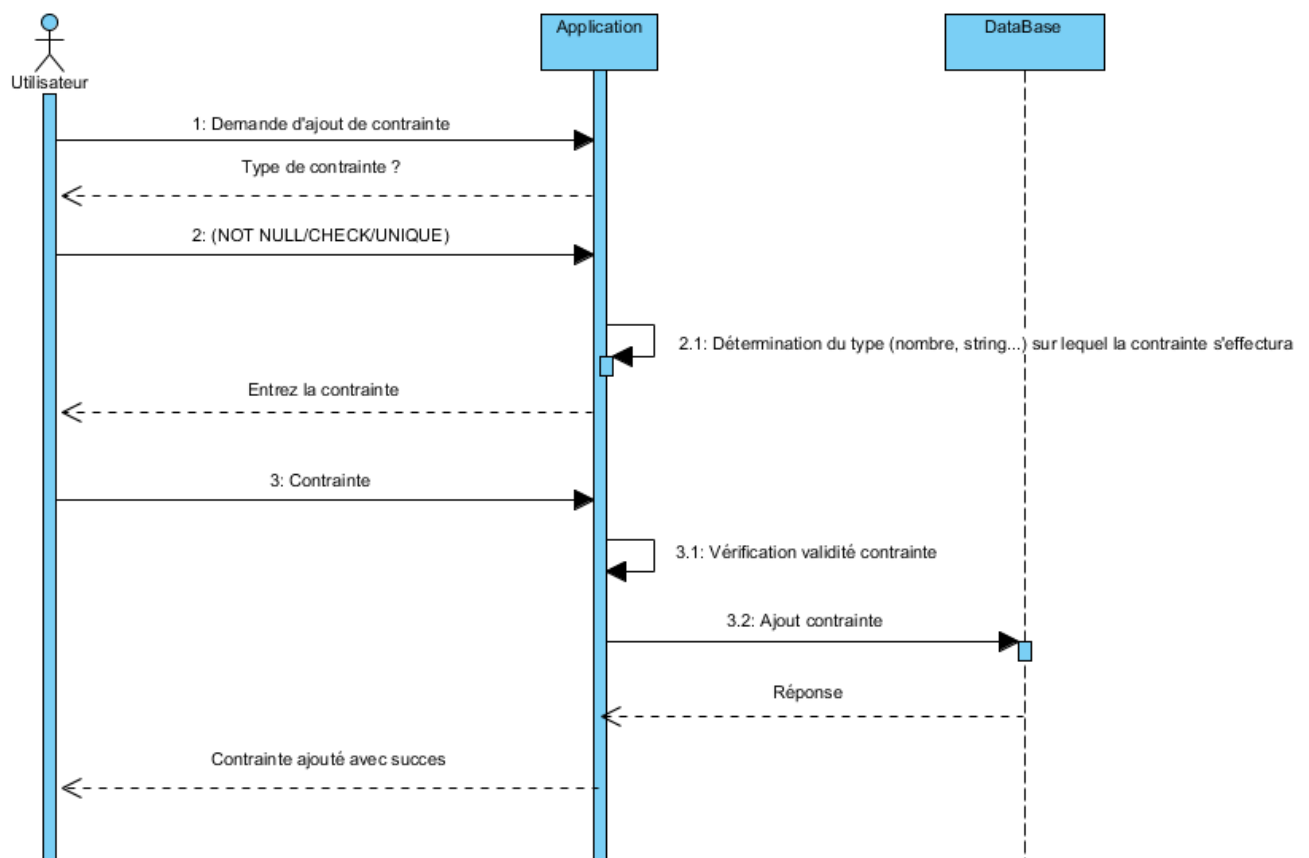 Application
DataBase
Utilisateur
1: Demande d'ajout de contrainte
Type de contrainte ?
2: (NOT NULL/CHECK/UNIQUE)
2.1: Détermination du type (nombre, string...) sur lequel la contrainte s'effectura
Entrez la contrainte
3: Contrainte
3.1: Vérification validité contrainte
3.2: Ajout contrainte
Réponse
Contrainte ajouté avec succes